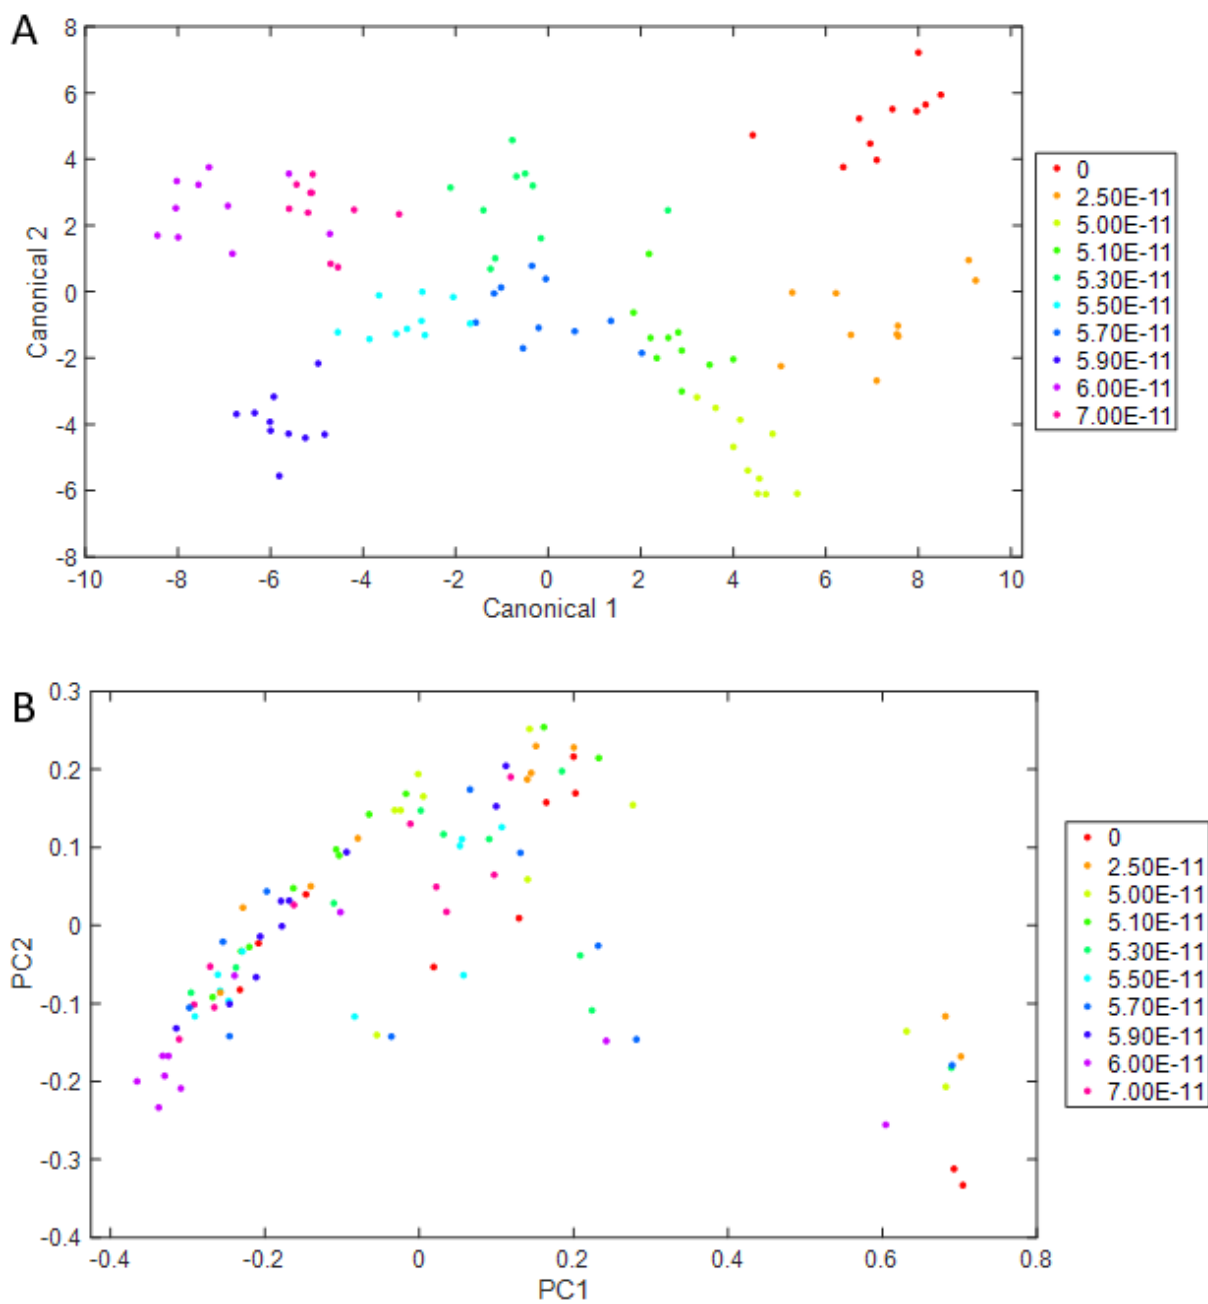 A
8
6
4
2
0
-2
-4
-6
-8
Canonical 2
-10
-8
-6
-4
-2
0
2
4
6
8
10
Canonical 1
0
2.50E-11
5.00E-11
5.10E-11
5.30E-11
5.50E-11
5.70E-11
5.90E-11
6.00E-11
7.00E-11
B
0.3
0.2
0.1
0
-0.1
-0.2
-0.3
-0.4
PC2
-0.4
-0.2
0
0.2
0.4
0.6
0.8
PC1
0
2.50E-11
5.00E-11
5.10E-11
5.30E-11
5.50E-11
5.70E-11
5.90E-11
6.00E-11
7.00E-11